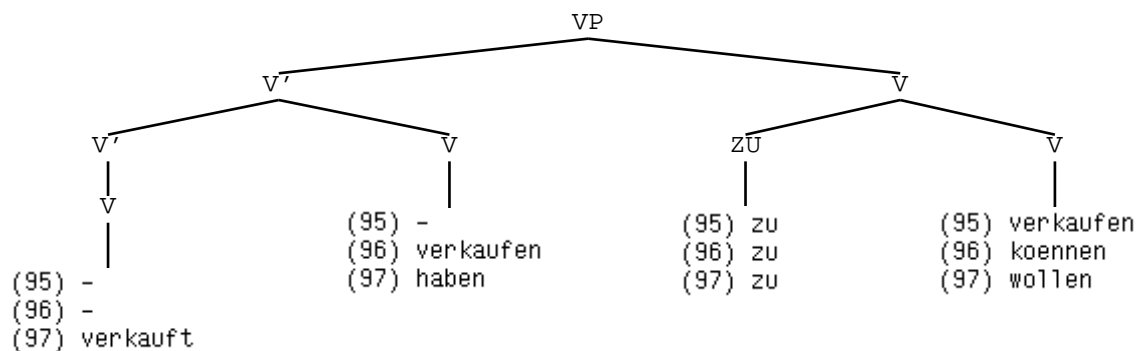 VP
V' V
V' V ZU V
V
(95) - (95) zu (95) verkaufen
(96) verkaufen (96) zu (96) koennen
(97) haben (97) zu (97) wollen
(95) -
(96) -
(97) verkauft